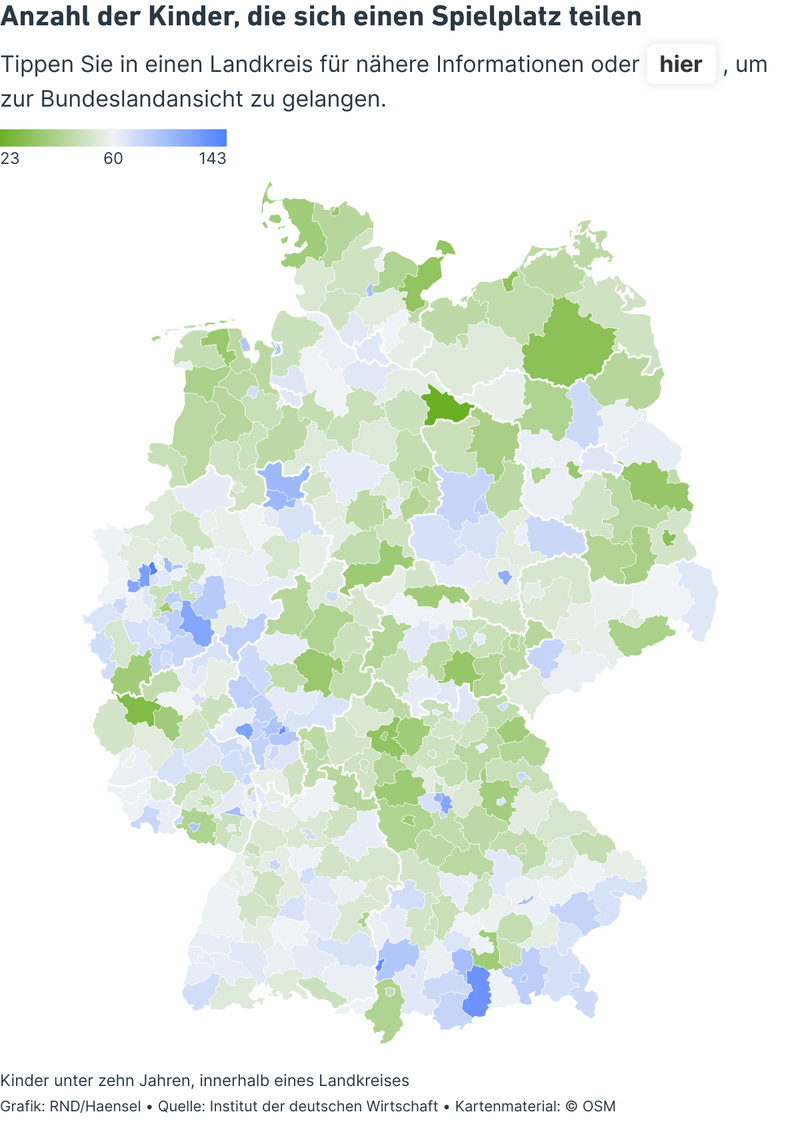 Anzahl der Kinder, die sich einen Spielplatz teilen
Tippen Sie in einen Landkreis für nähere Informationen oder hier , um
zur Bundeslandansicht zu gelangen.
23 60 143
Kinder unter zehn Jahren, innerhalb eines Landkreises
Grafik: RND/Haensel • Quelle: Institut der deutschen Wirtschaft • Kartenmaterial: © OSM